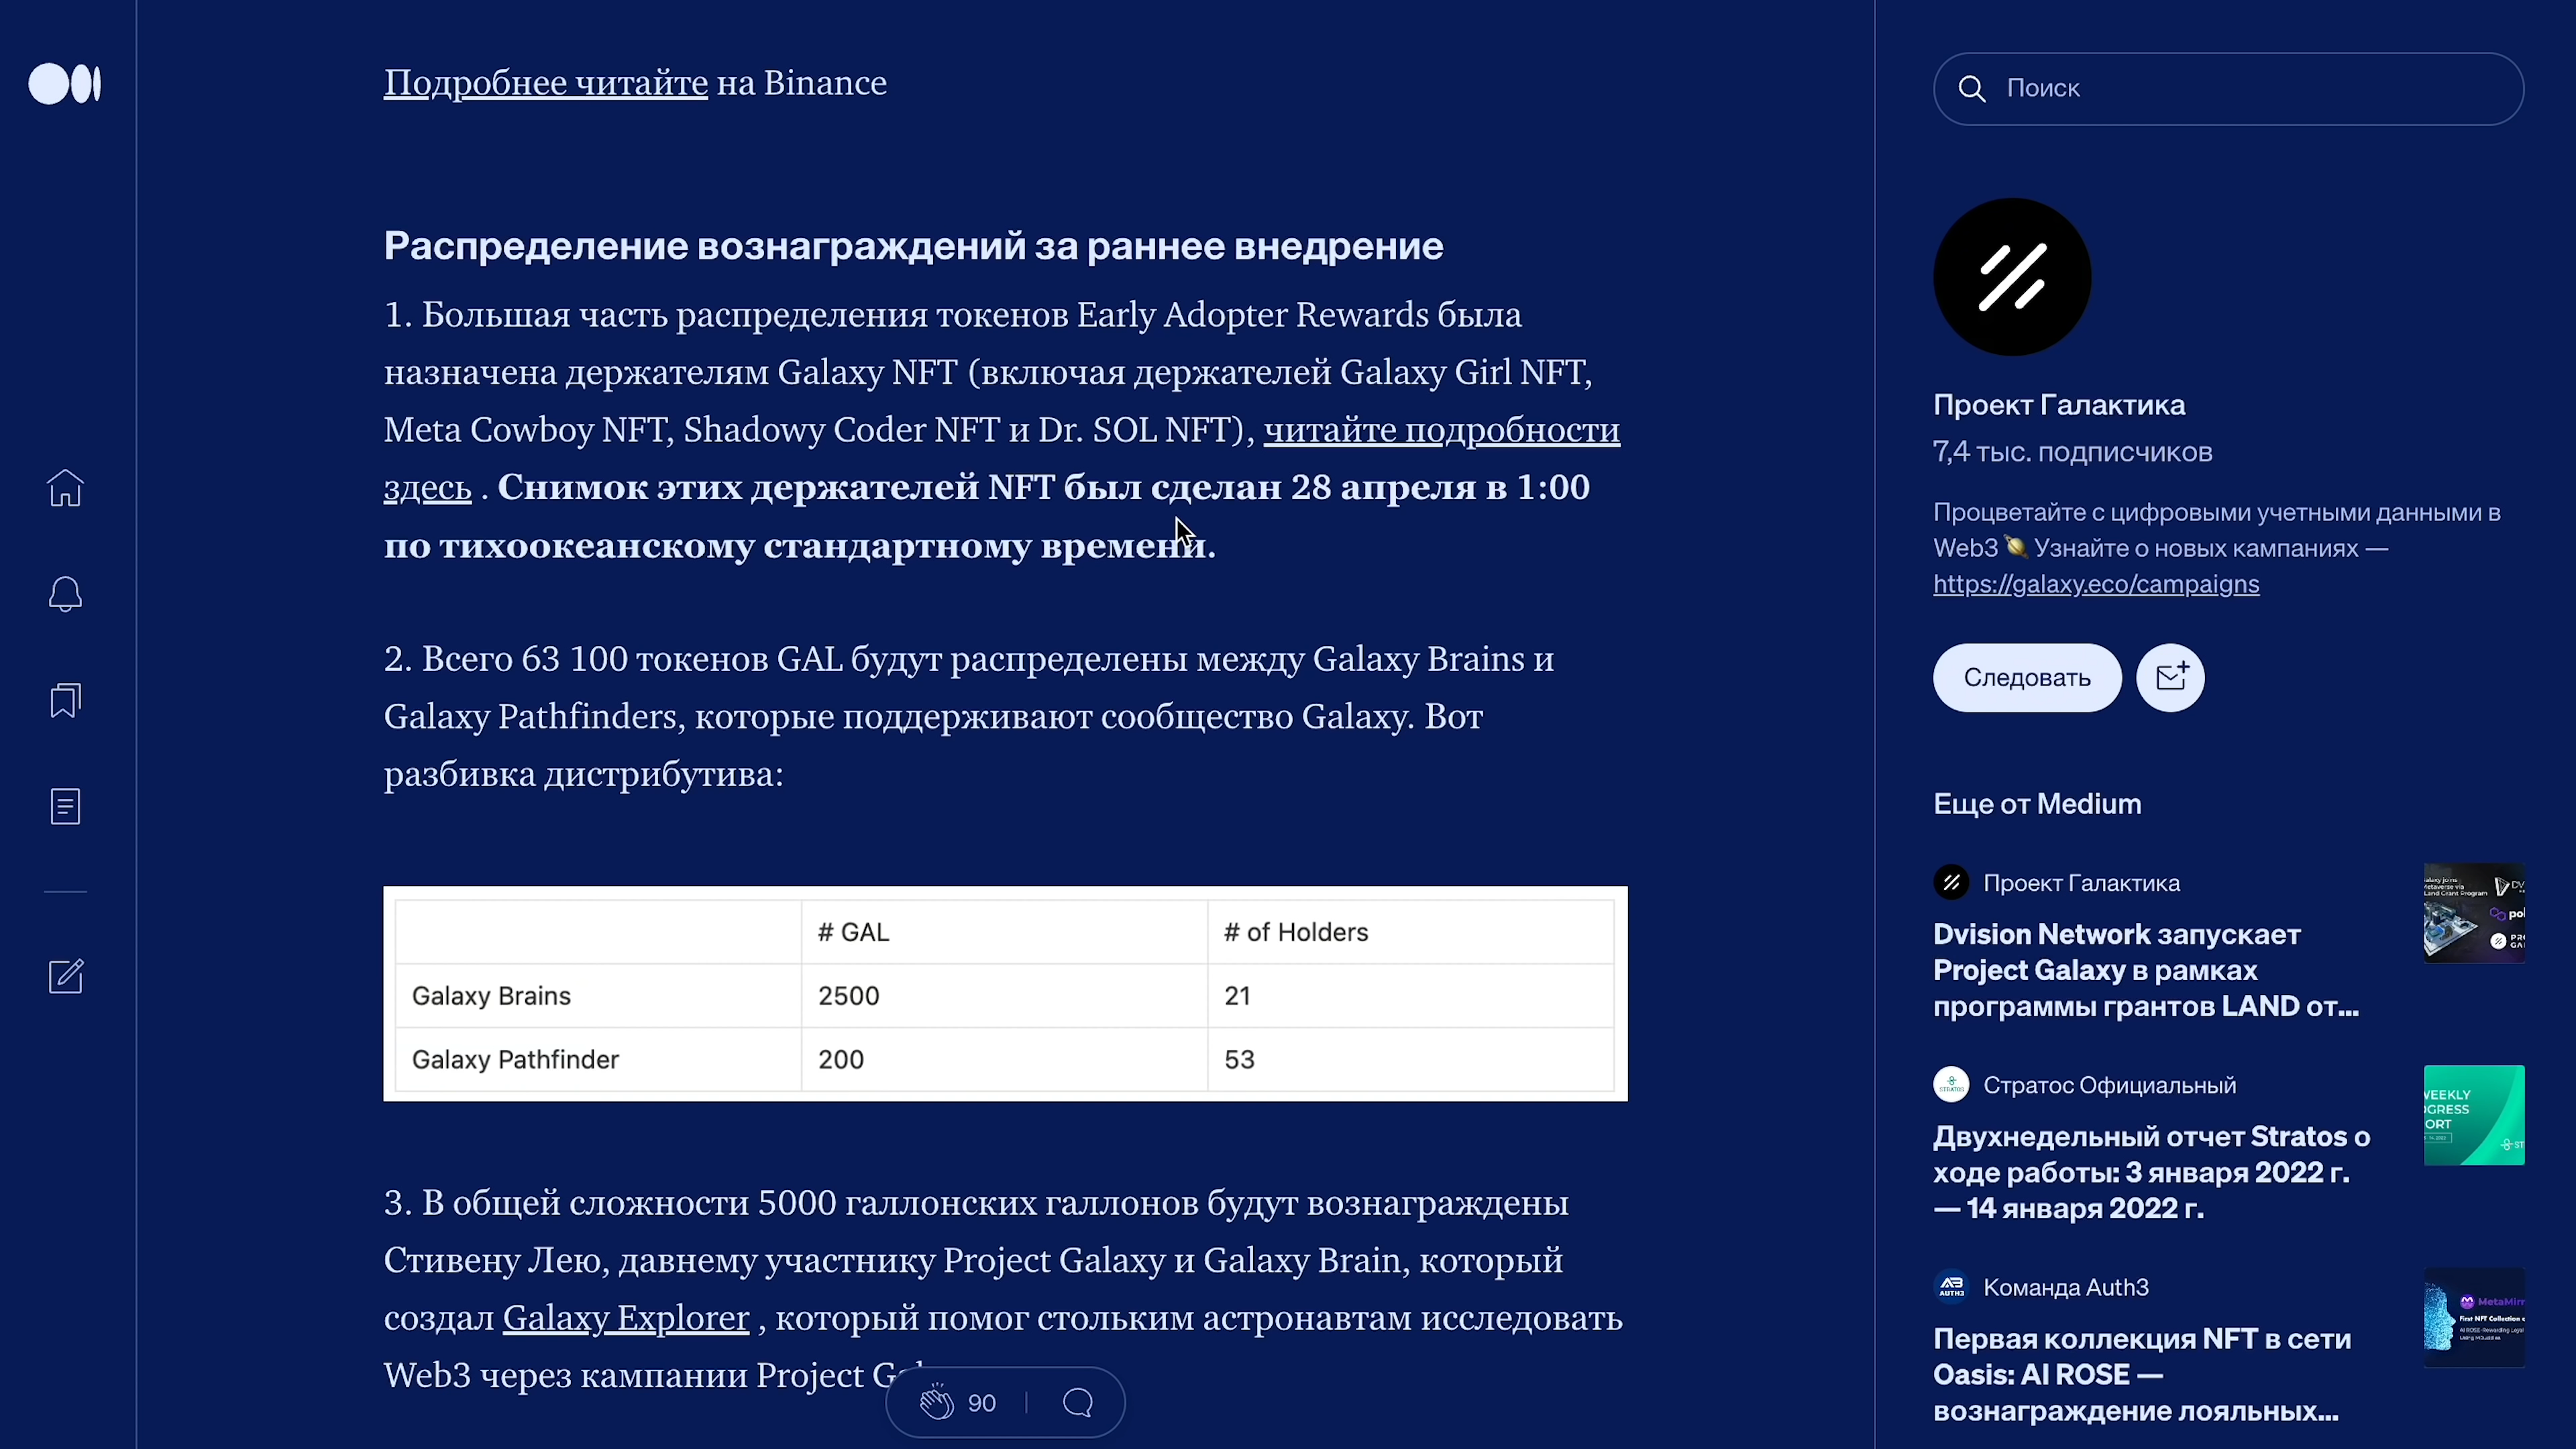 Подробнее читайте на Binance
Распределение вознаграждений за раннее внедрение
1. Большая часть распределения токенов Early Adopter Rewards была
назначена держателям Galaxy NFT (включая держателей Galaxy Girl NFT,
Meta Cowboy NFT, Shadowy Coder NFT и Dr. SOL NFT), читайте подробности
здесь . Снимок этих держателей NFT был сделан 28 апреля в 1:00
по тихоокеанскому стандартному времени.
2. Всего 63 100 токенов GAL будут распределены между Galaxy Brains и
Galaxy Pathfinders, которые поддерживают сообщество Galaxy. Вот
разбивка дистрибутива:
# GAL # of Holders
Galaxy Brains 2500 21
Galaxy Pathfinder 200 53
3. В общей сложности 5000 галлонских галлонов будут вознаграждены
Стивену Лею, давнему участнику Project Galaxy и Galaxy Brain, который
создал Galaxy Explorer , который помог стольким астронавтам исследовать
Web3 через кампании Project
90
Поиск
Проект Галактика
7,4 тыс. подписчиков
Процветайте с цифровыми учетными данными в
Web3 🪐 Узнайте о новых кампаниях —
https://galaxy.eco/campaigns
Следовать
Еще от Medium
Проект Галактика
Dvision Network запускает
Project Galaxy в рамках
программы грантов LAND от...
Стратос Официальный
Двухнедельный отчет Stratos о
ходе работы: 3 января 2022 г.
— 14 января 2022 г.
WEEKLY
Команда Auth3
AUTH3
Первая коллекция NFT в сети
Oasis: AI ROSE —
вознаграждение лояльных...